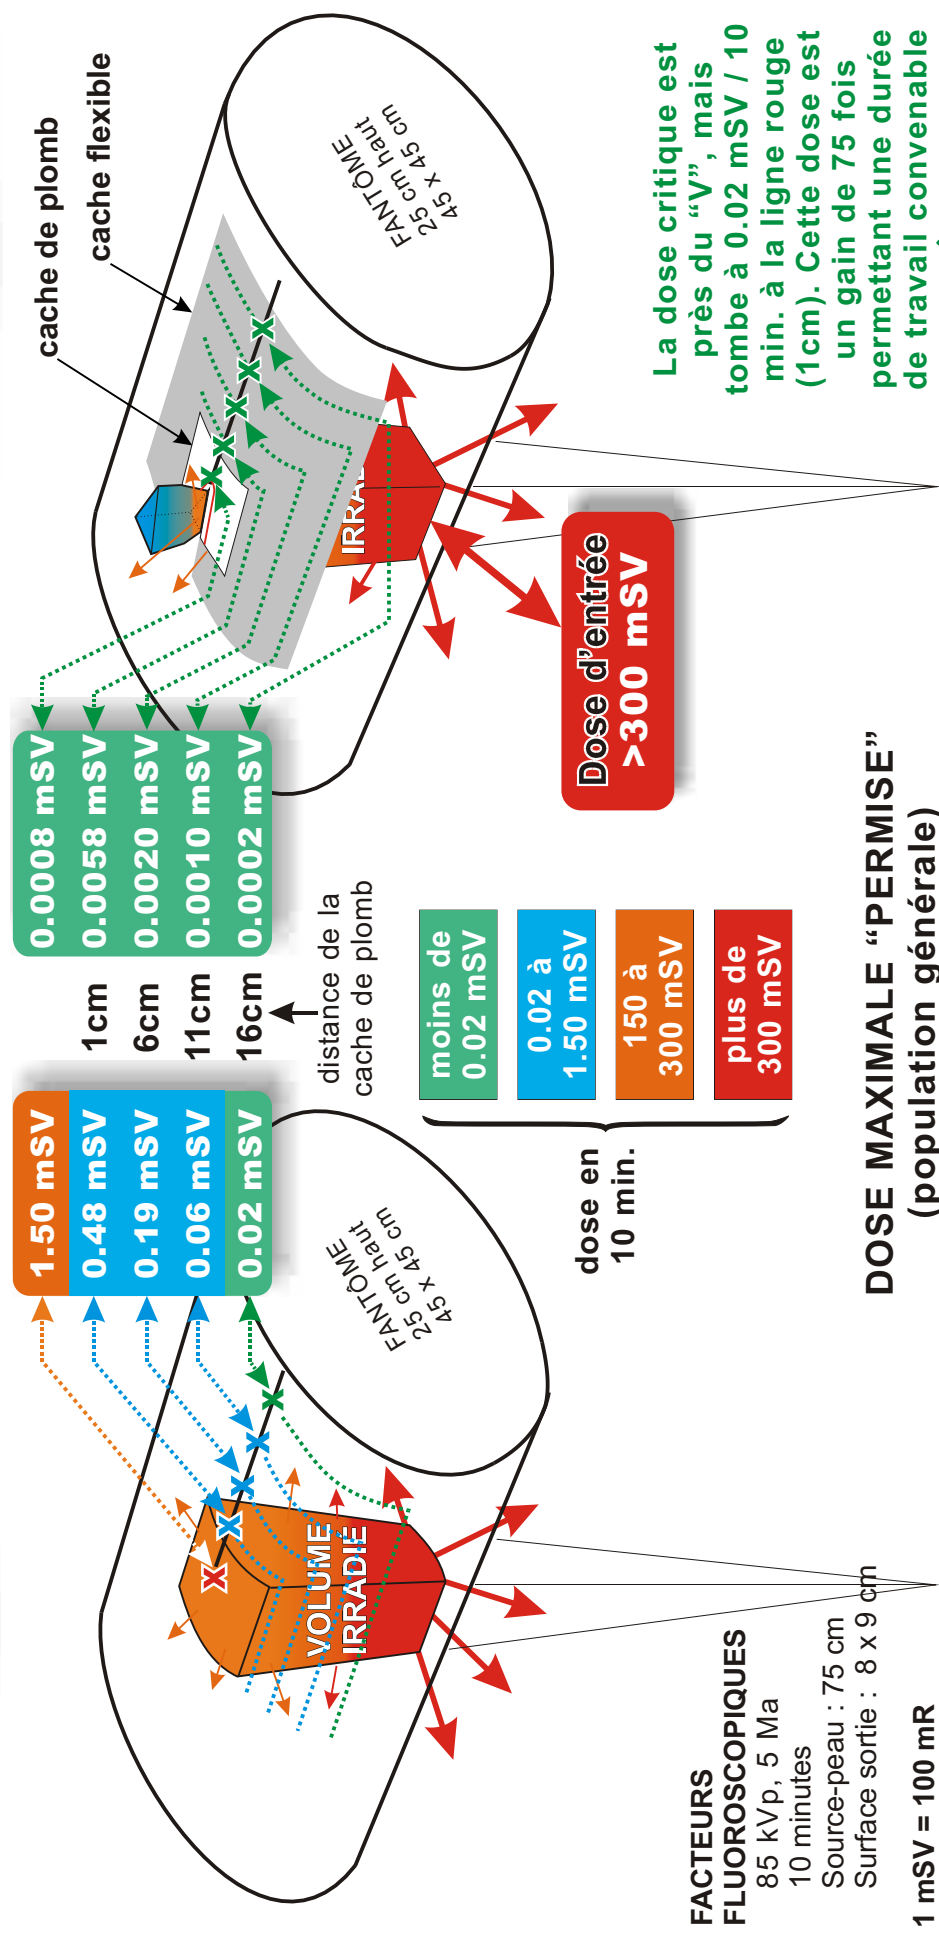 1.50 mSV
0.48 mSV
0.19 mSV
0.06 mSV
0.02 mSV
1cm
6cm
11cm
16cm
distance de la
cache de plomb
0.0008 mSV
0.0058 mSV
0.0020 mSV
0.0010 mSV
0.0002 mSV
cache de plomb
cache flexible
VOLUME
IRRADIÉ
FANTÔME
25 cm haut
45 x 45 cm
IRRAD
FANTÔME
25 cm haut
45 x 45 cm
dose en
10 min.
moins de
0.02 mSV
0.02 à
1.50 mSV
150 à
300 mSV
plus de
300 mSV
Dose d'entrée
>300 mSV
FACTEURS
FLUOROSCOPIQUES
85 kVp, 5 Ma
10 minutes
Source-peau : 75 cm
Surface sortie : 8 x 9 cm
1 mSV = 100 mR
DOSE MAXIMALE “PERMISE”
(population générale)
La dose critique est
près du “V”, mais
tombe à 0.02 mSV / 10
min. à la ligne rouge
(1cm). Cette dose est
un gain de 75 fois
permettant une durée
de travail convenable